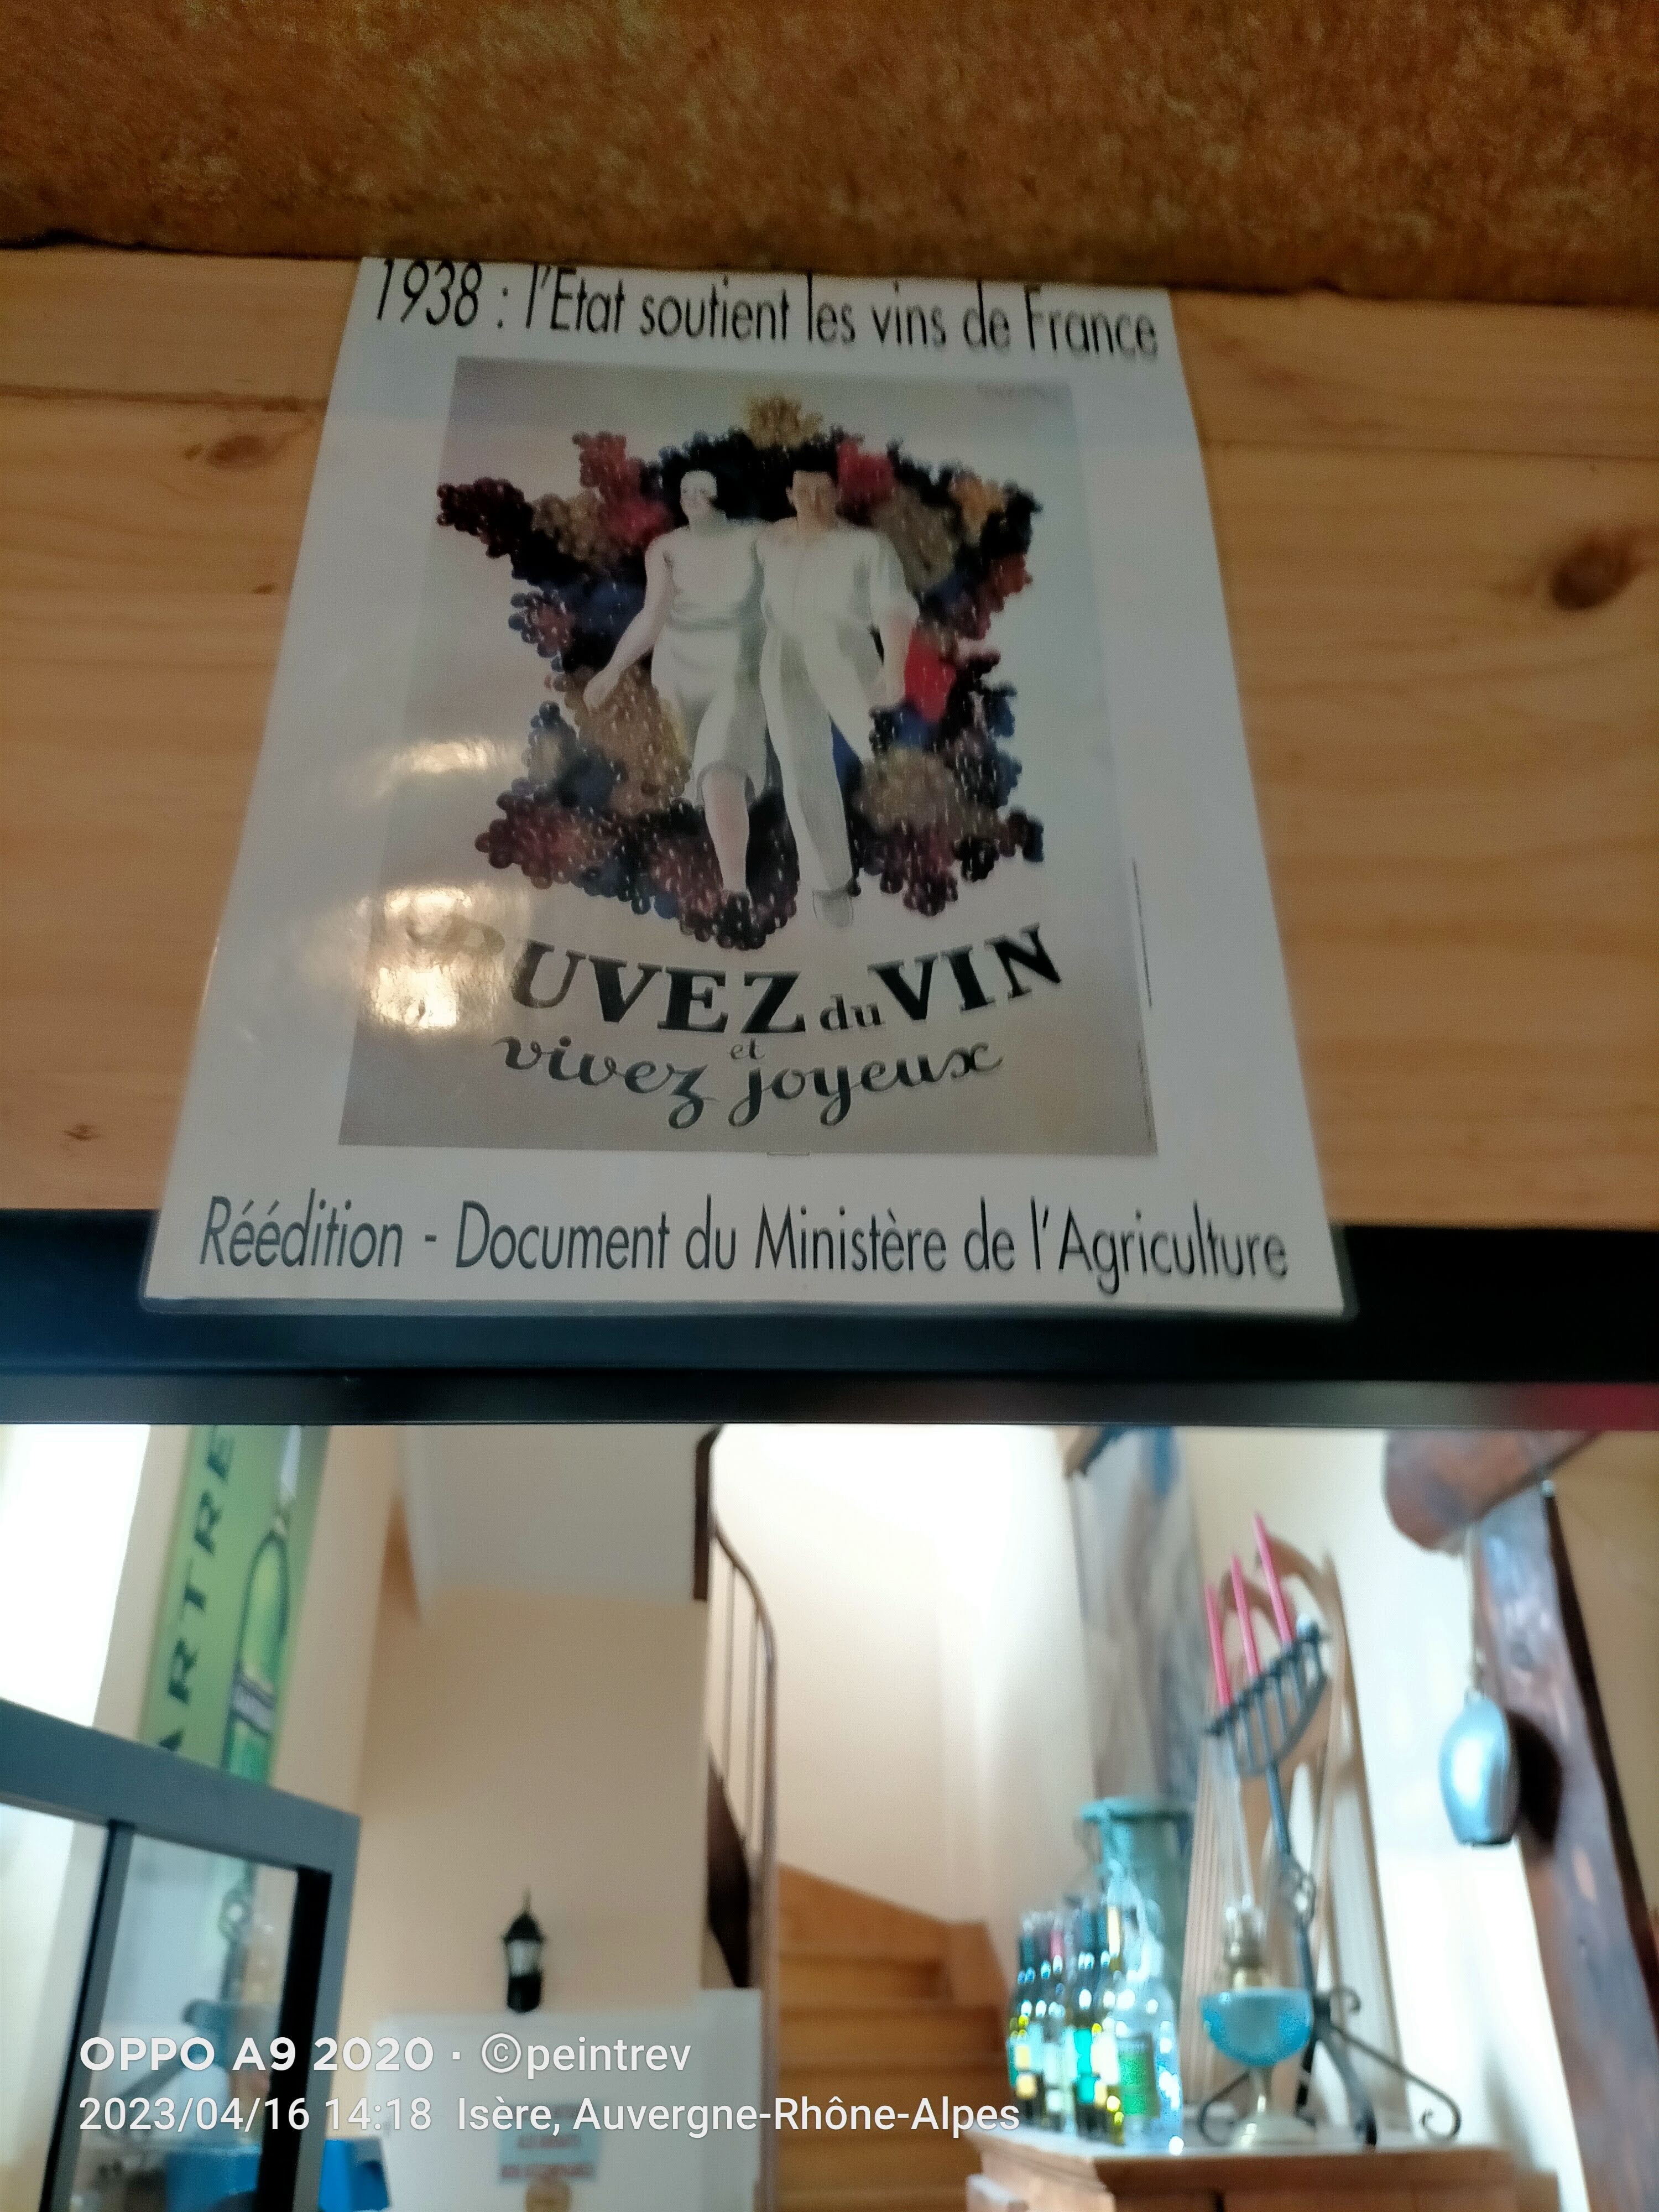 1938 : l'Etat soutient les vins de France
UVEZ du VIN
et
vivez joyeux
Réédition - Document du Ministère de l'Agriculture
ARTRE
OPPO A9 2020 · ©peintrev
2023/04/16 14:18 Isère, Auvergne-Rhône-Alpes